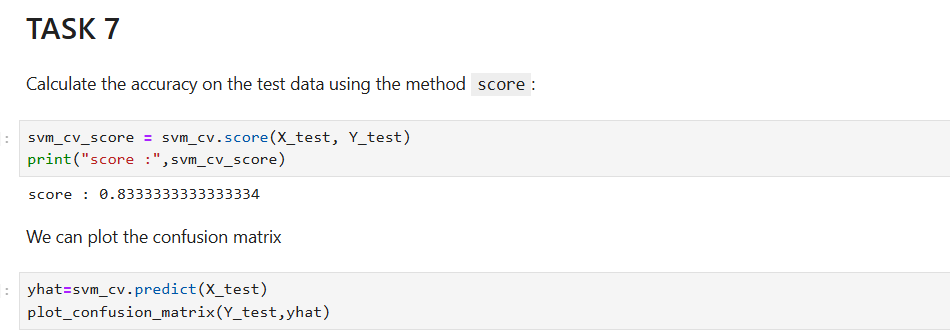 TASK 7
Calculate the accuracy on the test data using the method score :
: svm_cv_score = svm_cv.score(X_test, Y_test)
print("score :",svm_cv_score)
score : 0.8333333333333334
We can plot the confusion matrix
: yhat=svm_cv.predict(X_test)
plot_confusion_matrix(Y_test,yhat)